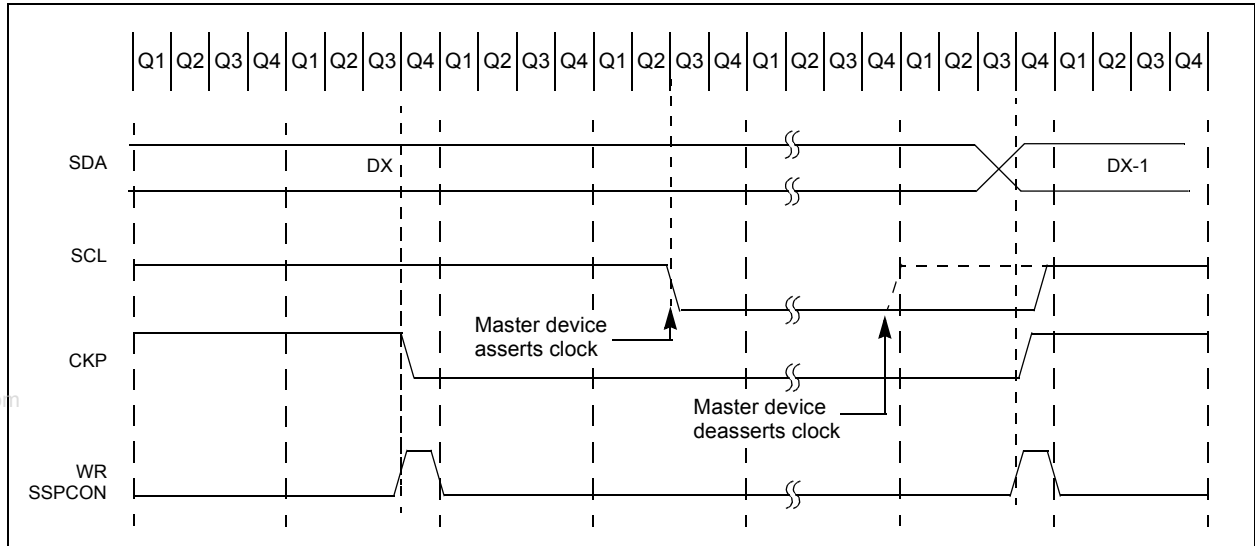 Q1 Q2 Q3 Q4 Q1 Q2 Q3 Q4 Q1 Q2 Q3 Q4 Q1 Q2 Q3 Q4 Q1 Q2 Q3 Q4 Q1 Q2 Q3 Q4 Q1 Q2 Q3 Q4
SDA
DX
DX-1
SCL
Master device
asserts clock
CKP
Master device
deasserts clock
WR
SSPCON